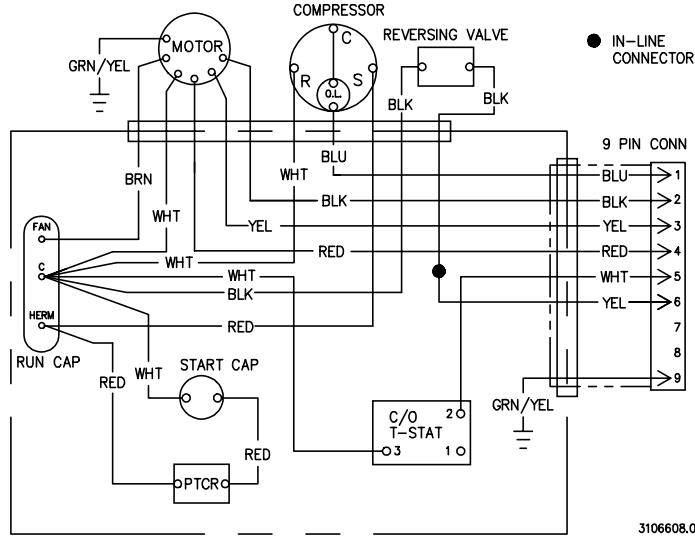 COMPRESSOR
MOTOR
C
REVERSING VALVE
IN-LINE
CONNECTOR
GRN/YEL
R
S
O.L.
BLK
BLK
9 PIN CONN
BLU
BRN
WHT
BLU
1
WHT
BLK
BLK
2
FAN
YEL
YEL
3
RED
RED
4
WHT
C
WHT
WHT
5
BLK
YEL
6
HERM
RED
7
RUN CAP
8
START CAP
WHT
RED
9
GRN/YEL
C/O
T-STAT
2
3
1
RED
PTCR
3106608.0